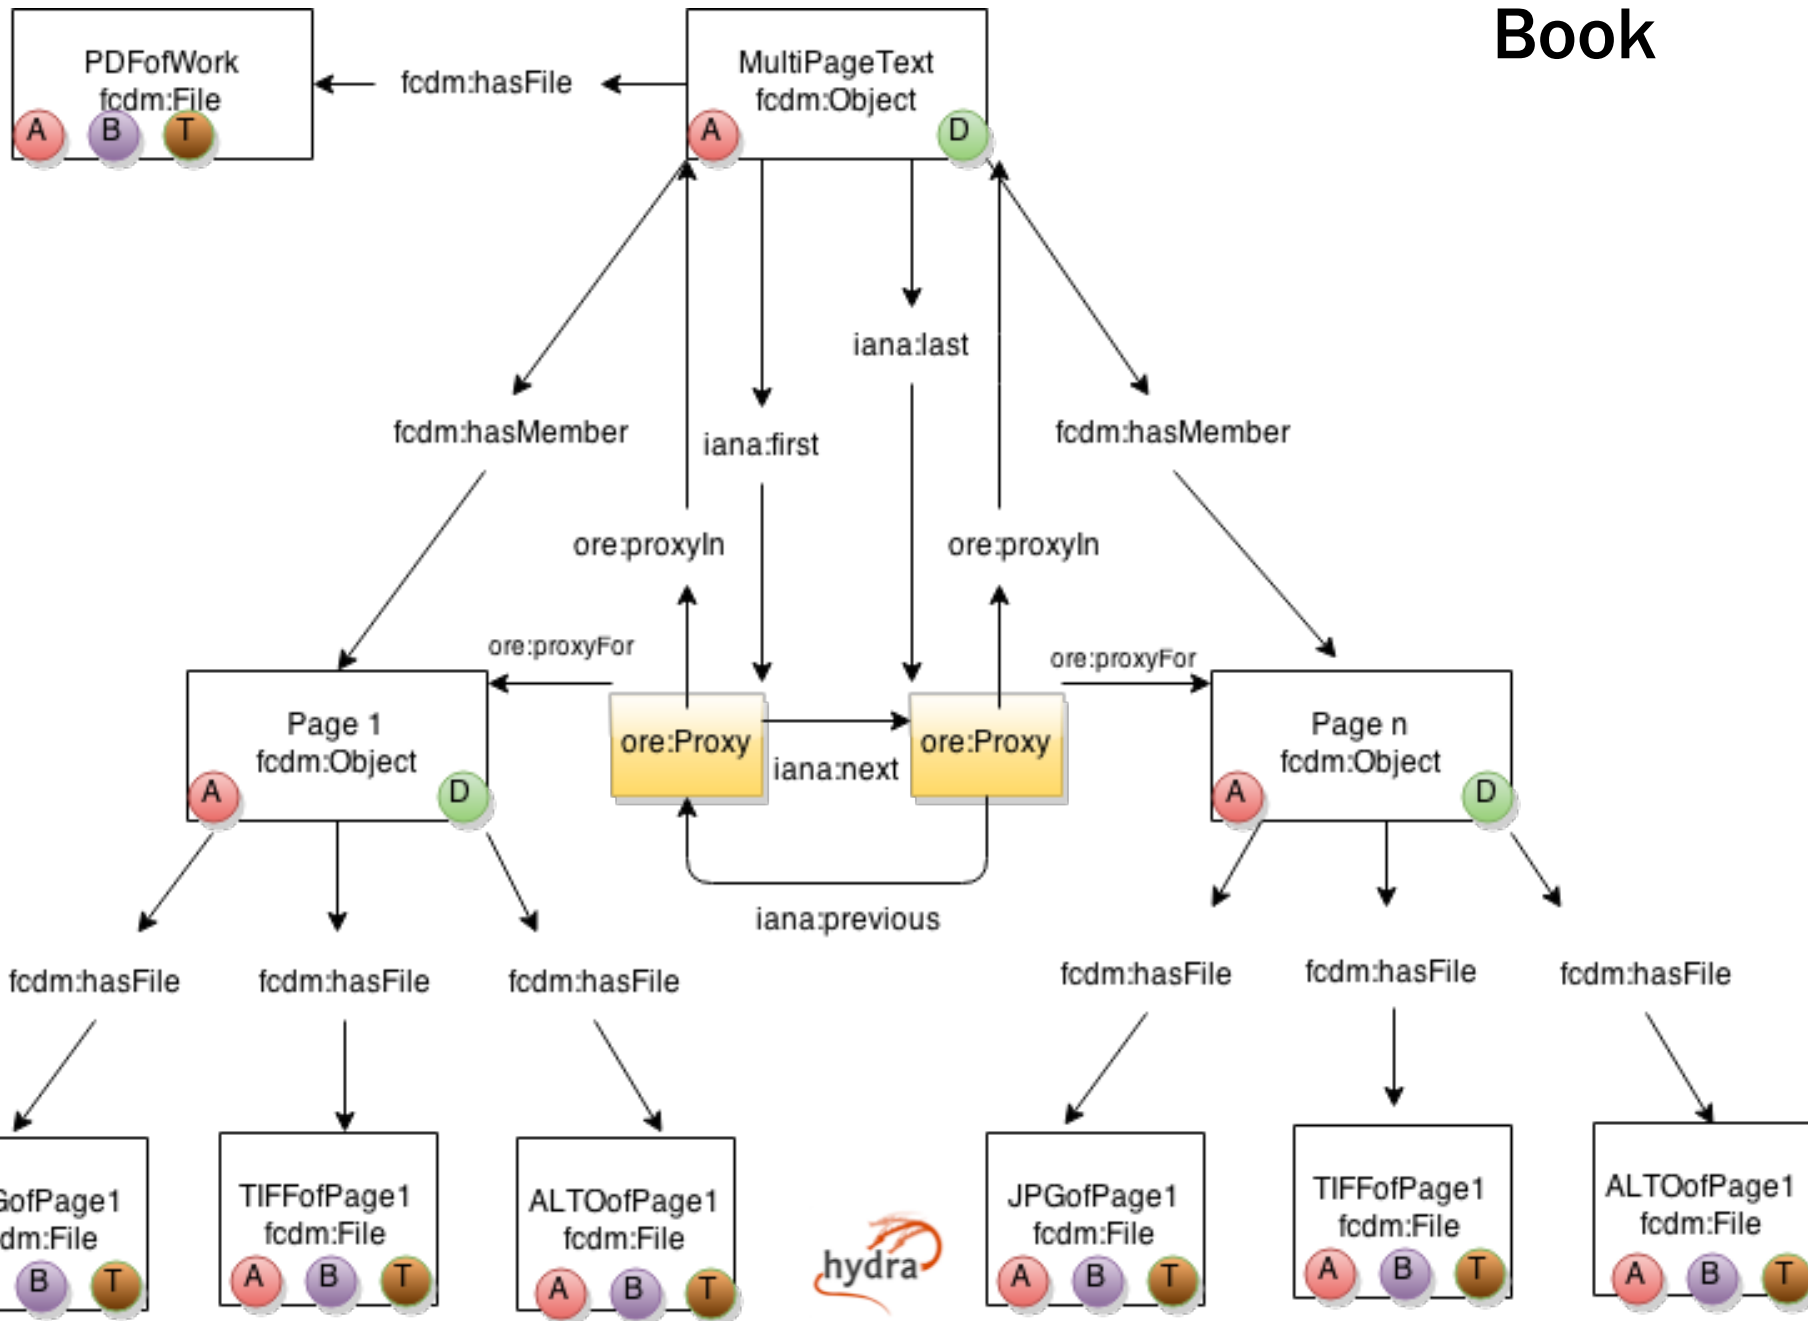 Book
PDFofWork
fcdm:File
A B T
fcdm:hasFile
MultiPageText
fcdm:Object
A D
iana:last
fcdm:hasMember
iana:first
fcdm:hasMember
ore:proxyIn
ore:proxyIn
ore:proxyFor
ore:proxyFor
Page 1
fcdm:Object
A D
ore:Proxy
iana:next
ore:Proxy
Page n
fcdm:Object
A D
iana:previous
fcdm:hasFile
fcdm:hasFile
fcdm:hasFile
fcdm:hasFile
fcdm:hasFile
fcdm:hasFile
GofPage1
dm:File
B T
TIFFofPage1
fcdm:File
A B T
ALTOofPage1
fcdm:File
A B T
hydra
JPGofPage1
fcdm:File
A B T
TIFFofPage1
fcdm:File
A B T
ALTOofPage1
fcdm:File
A B T